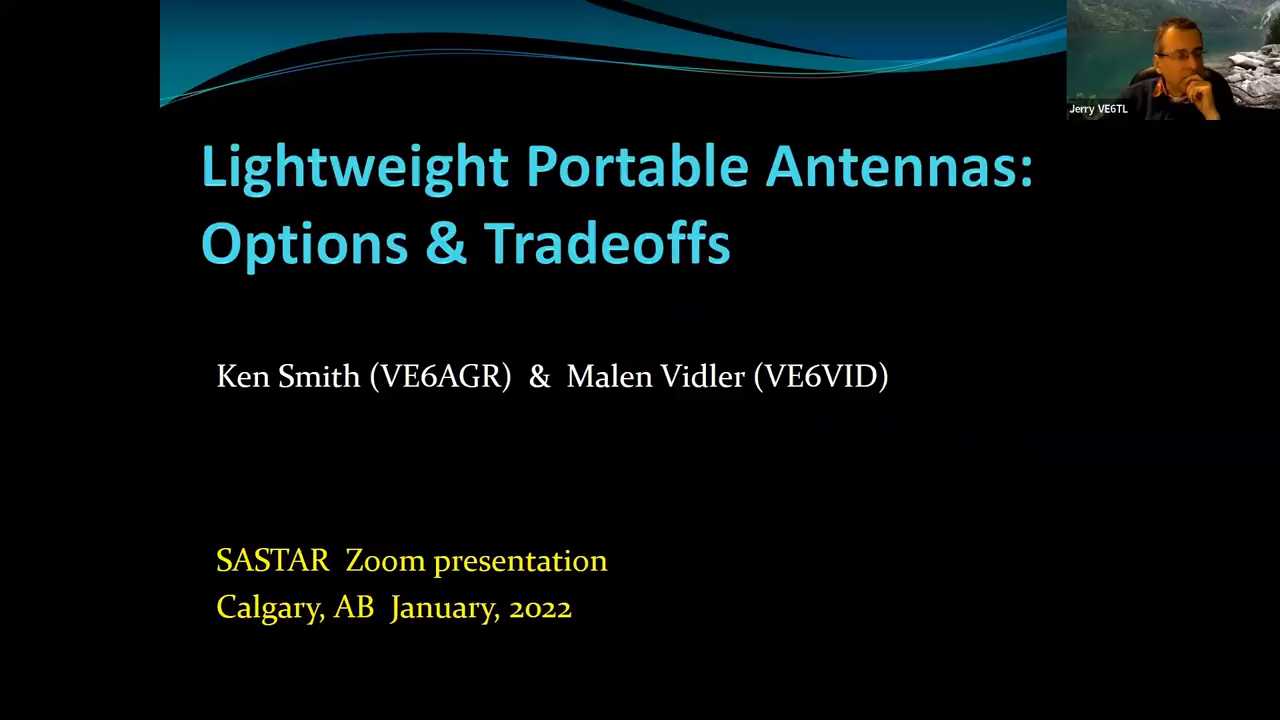 Jerry VE6TL
Lightweight Portable Antennas:
Options & Tradeoffs
Ken Smith (VE6AGR) & Malen Vidler (VE6VID)
SASTAR Zoom presentation
Calgary, AB January, 2022